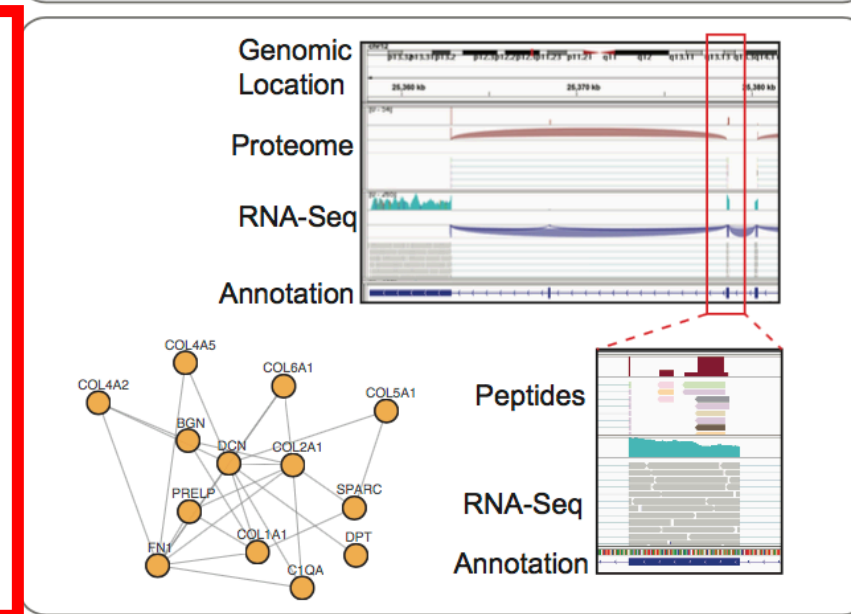 Genomic
Location
chr12
25,360 kb 25,370 kb 25,380 kb
Proteome
RNA-Seq
Annotation
COL4A5
COL6A1
COL4A2
COL5A1
BGN
DCN
COL2A1
PRELP
SPARC
COL1A1
DPT
FN1
C1QA
Peptides
RNA-Seq
Annotation